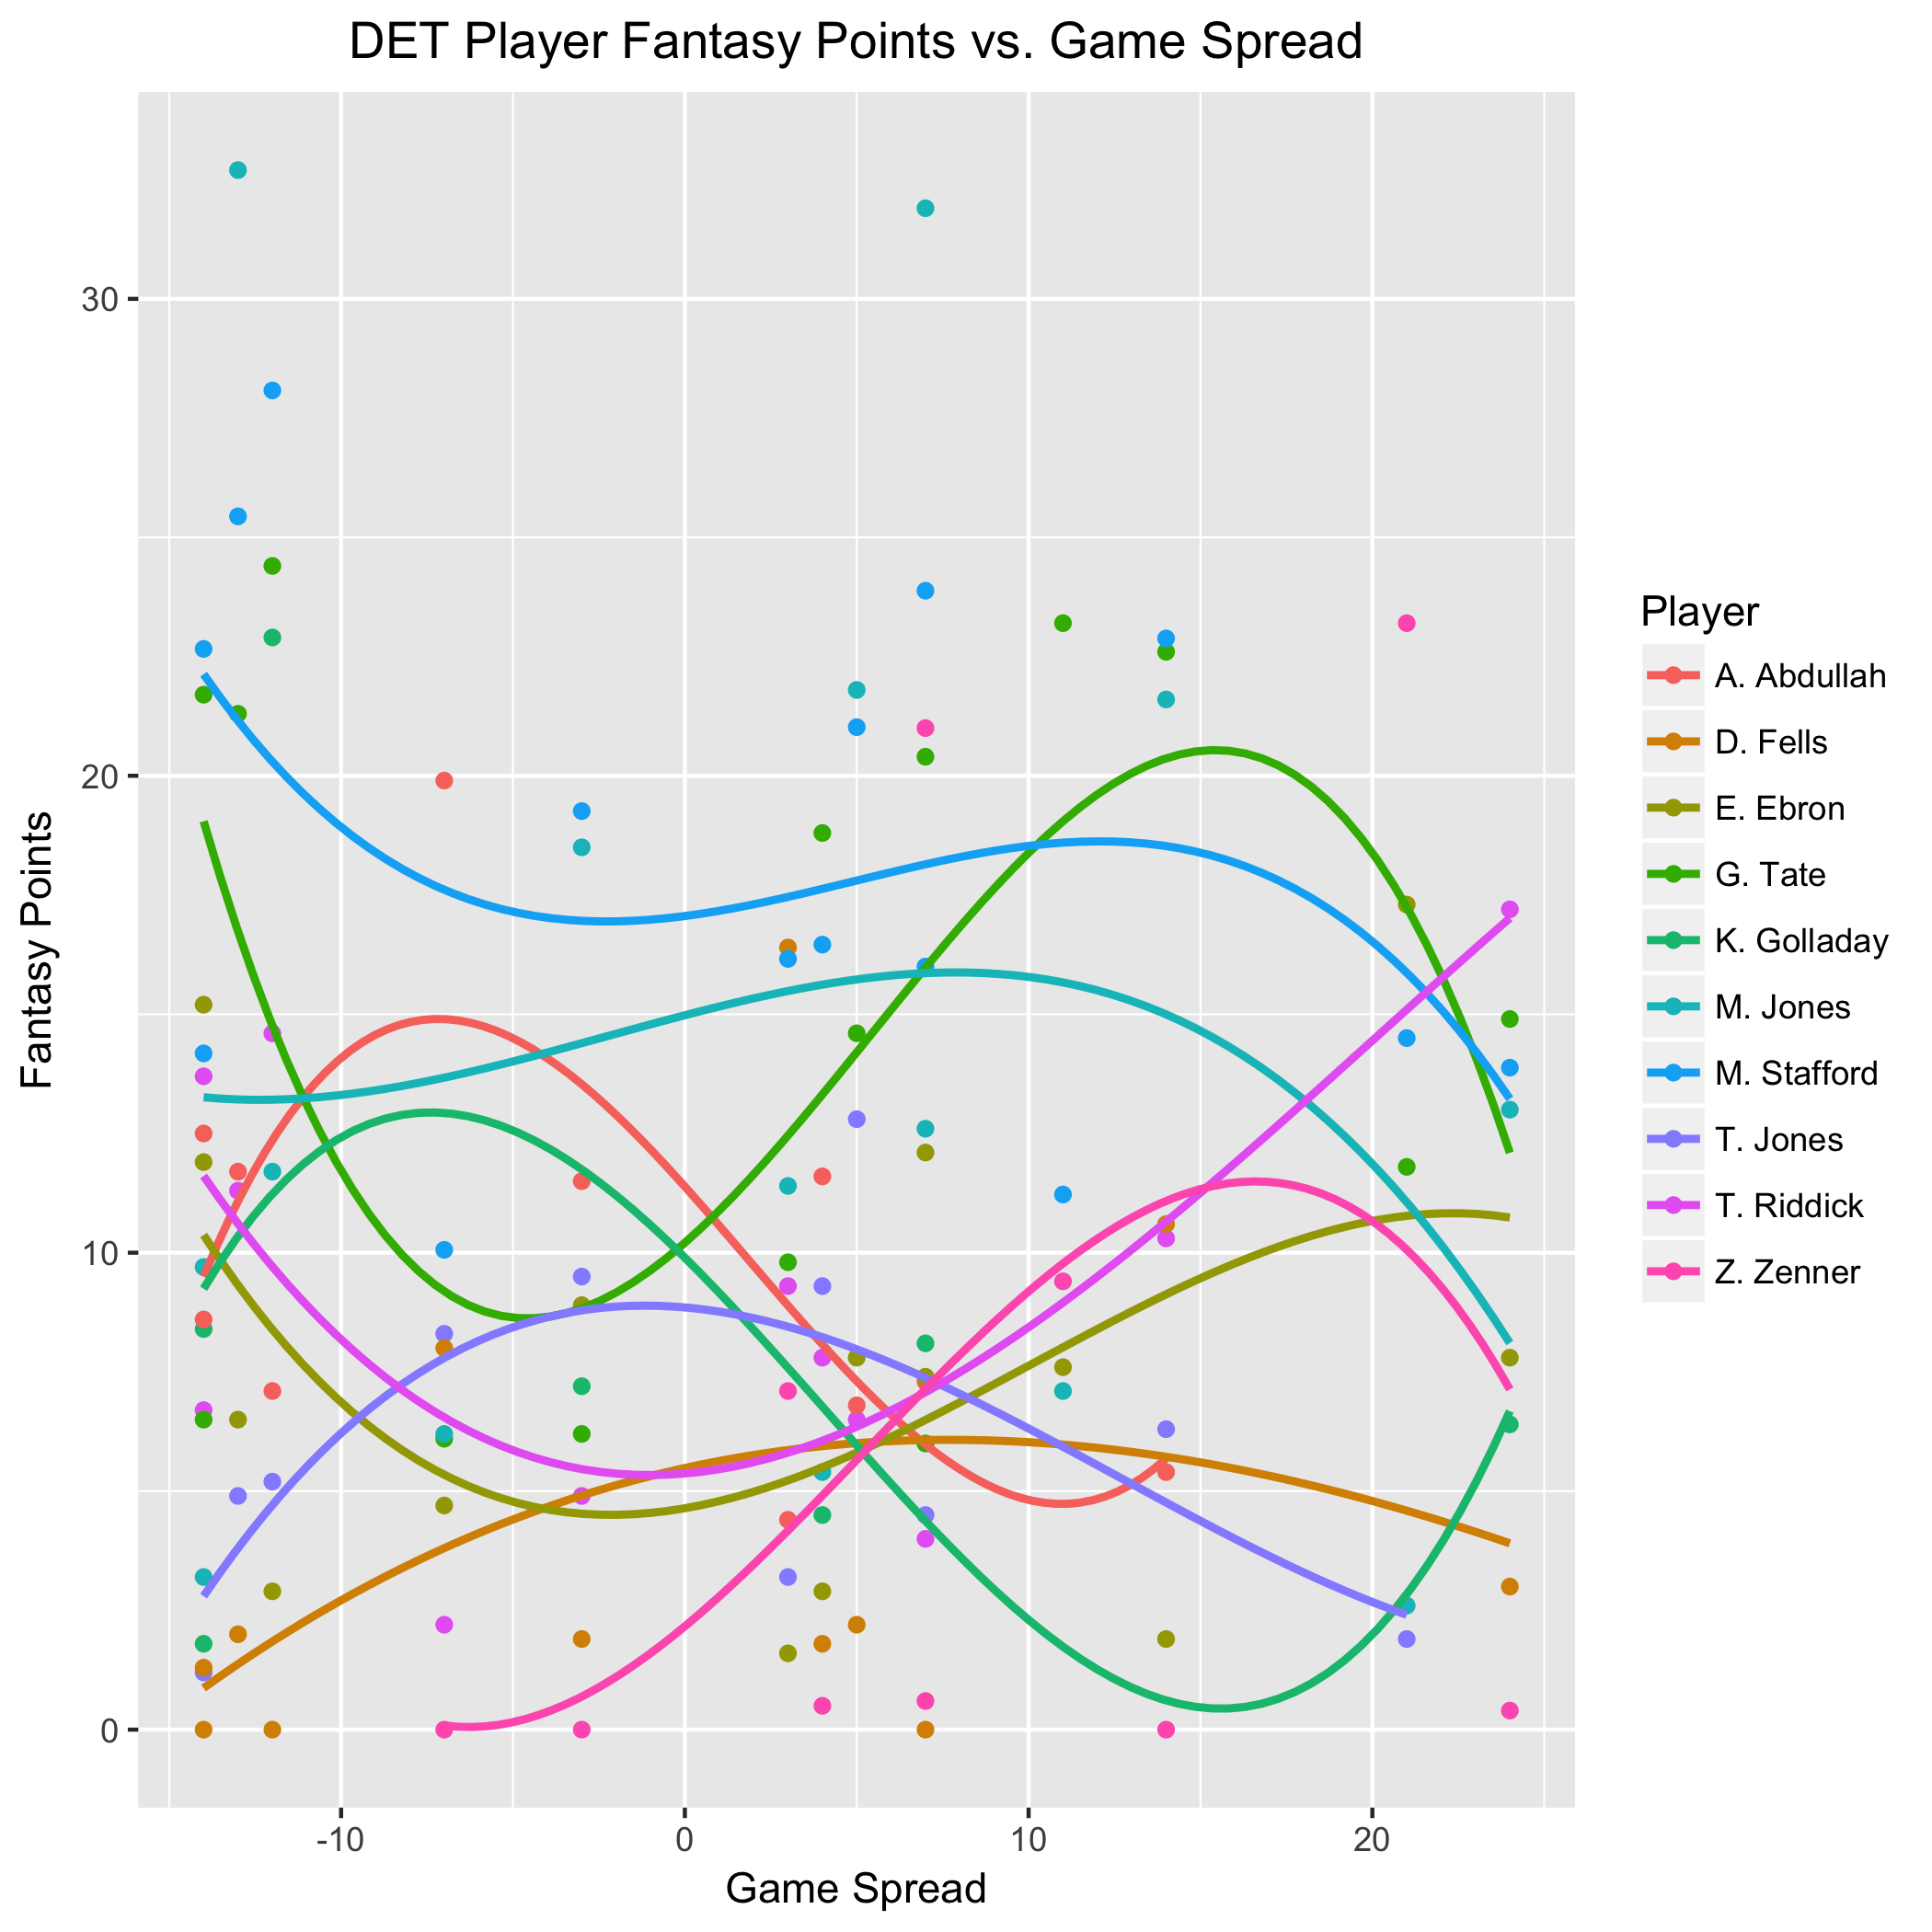 DET Player Fantasy Points vs. Game Spread
30
20
10
0
Fantasy Points
-10
0
10
20
Game Spread
Player
A. Abdullah
D. Fells
E. Ebron
G. Tate
K. Golladay
M. Jones
M. Stafford
T. Jones
T. Riddick
Z. Zenner